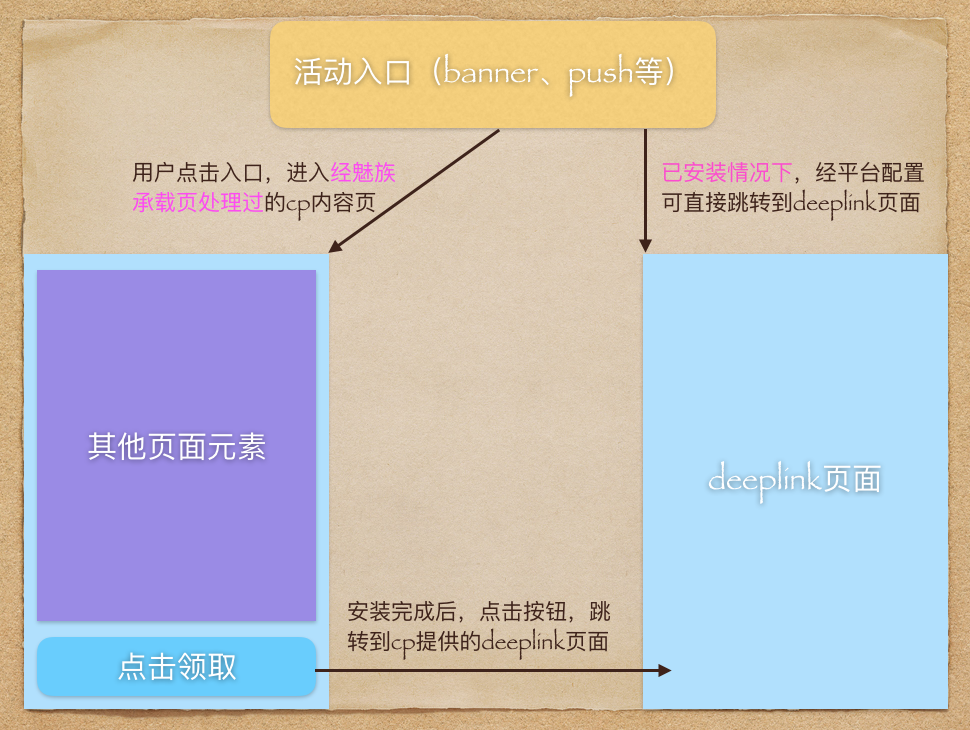 活动入口（banner、push等）
用户点击入口，进入经魅族
承载页处理过的cp内容页
已安装情况下，经平台配置
可直接跳转到deeplink页面
其他页面元素
deeplink页面
安装完成后，点击按钮，跳
转到cp提供的deeplink页面
点击领取